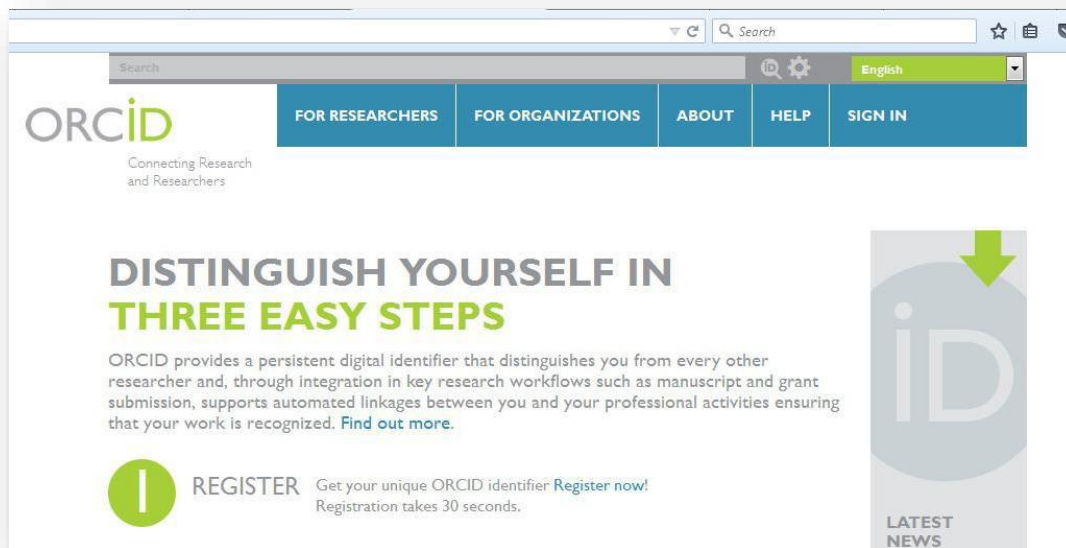 Search
Search
English
ORCiD
FOR RESEARCHERS
FOR ORGANIZATIONS
ABOUT
HELP
SIGN IN
Connecting Research
and Researchers
DISTINGUISH YOURSELF IN
THREE EASY STEPS
ORCID provides a persistent digital identifier that distinguishes you from every other
researcher and, through integration in key research workflows such as manuscript and grant
submission, supports automated linkages between you and your professional activities ensuring
that your work is recognized. Find out more.
1 REGISTER Get your unique ORCID identifier Register now!
Registration takes 30 seconds.
iD
LATEST
NEWS